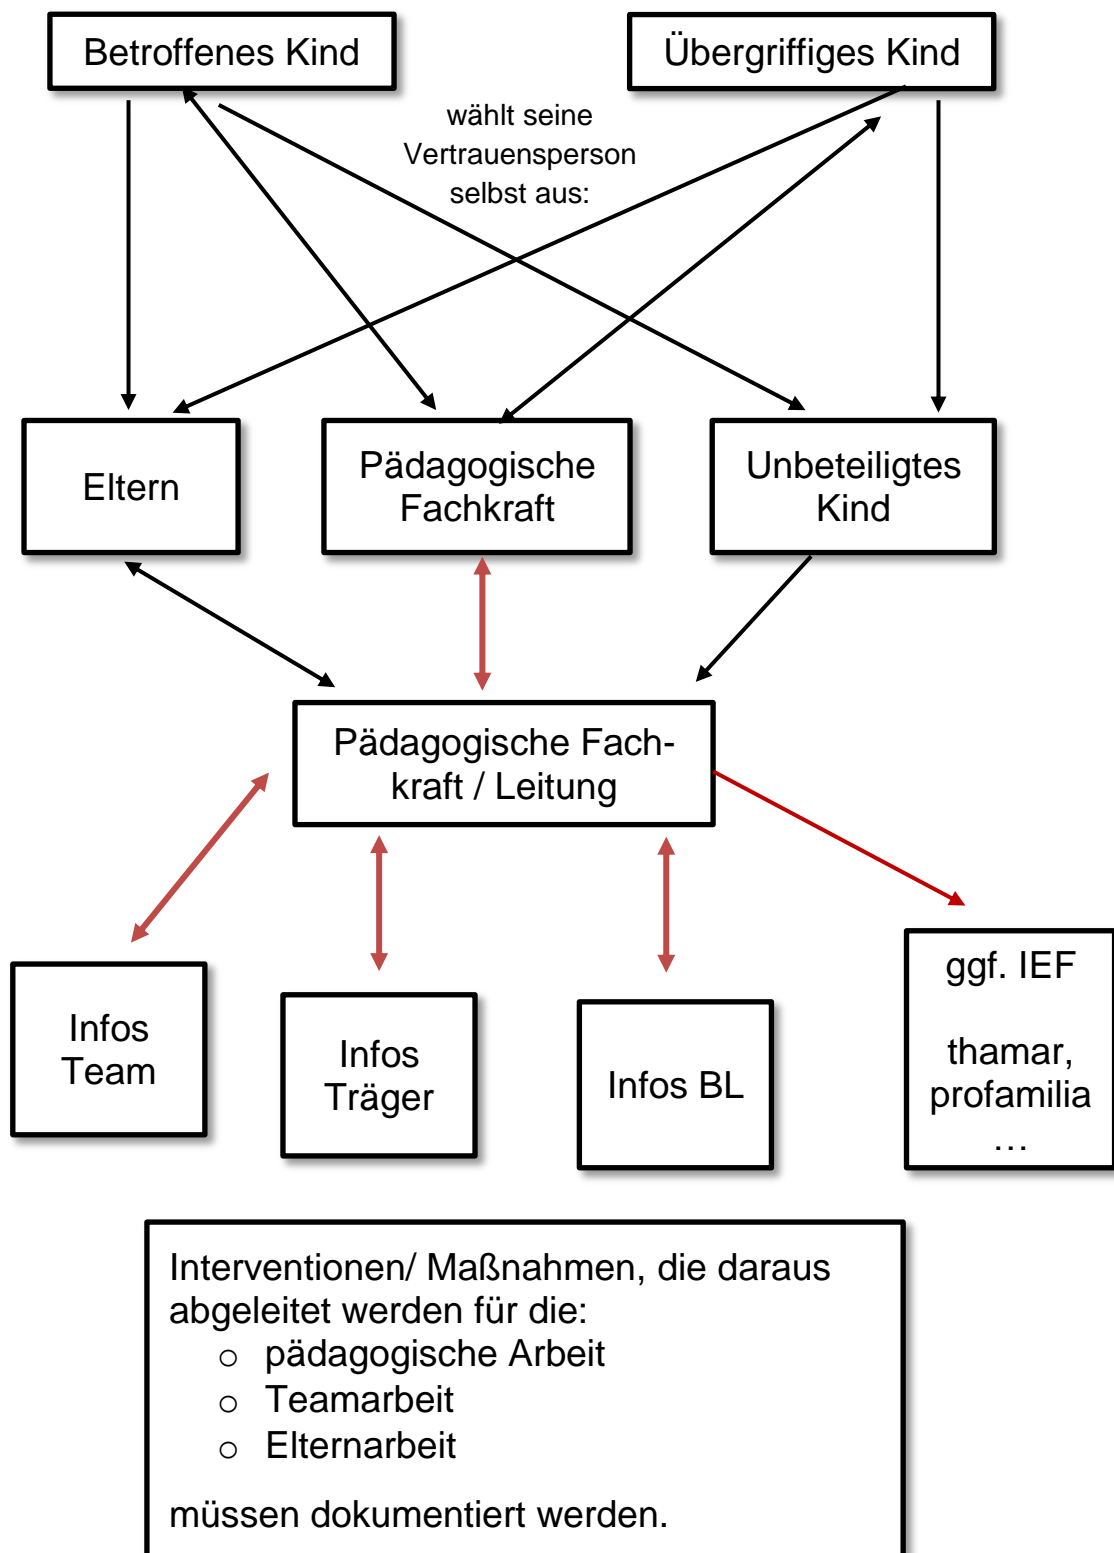 Betroffenes Kind
Übergriffiges Kind
wählt seine
Vertrauensperson
selbst aus:
Eltern
Pädagogische
Fachkraft
Unbeteiligtes
Kind
Pädagogische Fach-
kraft / Leitung
Infos
Team
Infos
Träger
Infos BL
ggf. IEF
thamar,
profamilia
…
Interventionen/ Maßnahmen, die daraus
abgeleitet werden für die:
o pädagogische Arbeit
o Teamarbeit
o Elternarbeit
müssen dokumentiert werden.